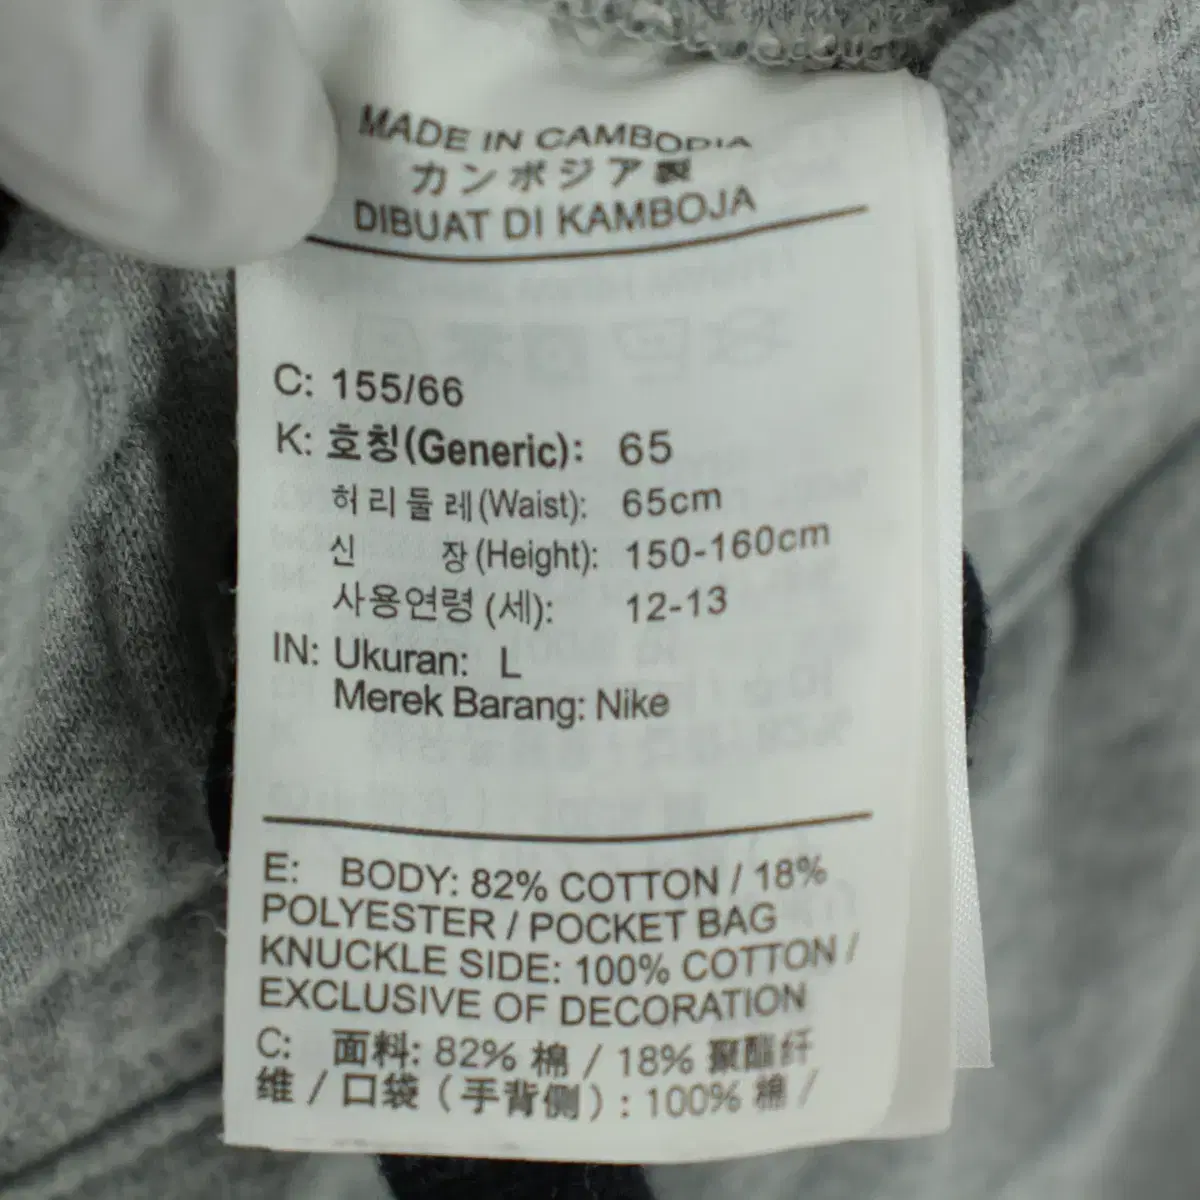 MADE IN CAMBODIA
カンボジア製
DIBUAT DI KAMBOJA
C: 155/66
K: 호칭(Generic): 65
허리둘레(Waist): 65cm
신 장(Height): 150-160cm
사용연령(세): 12-13
IN: Ukuran: L
Merek Barang: Nike
E: BODY: 82% COTTON / 18%
POLYESTER / POCKET BAG
KNUCKLE SIDE: 100% COTTON /
EXCLUSIVE OF DECORATION
C: 面料: 82% 棉 / 18% 聚酯纤
维 / 口袋 (手背侧) : 100% 棉 /